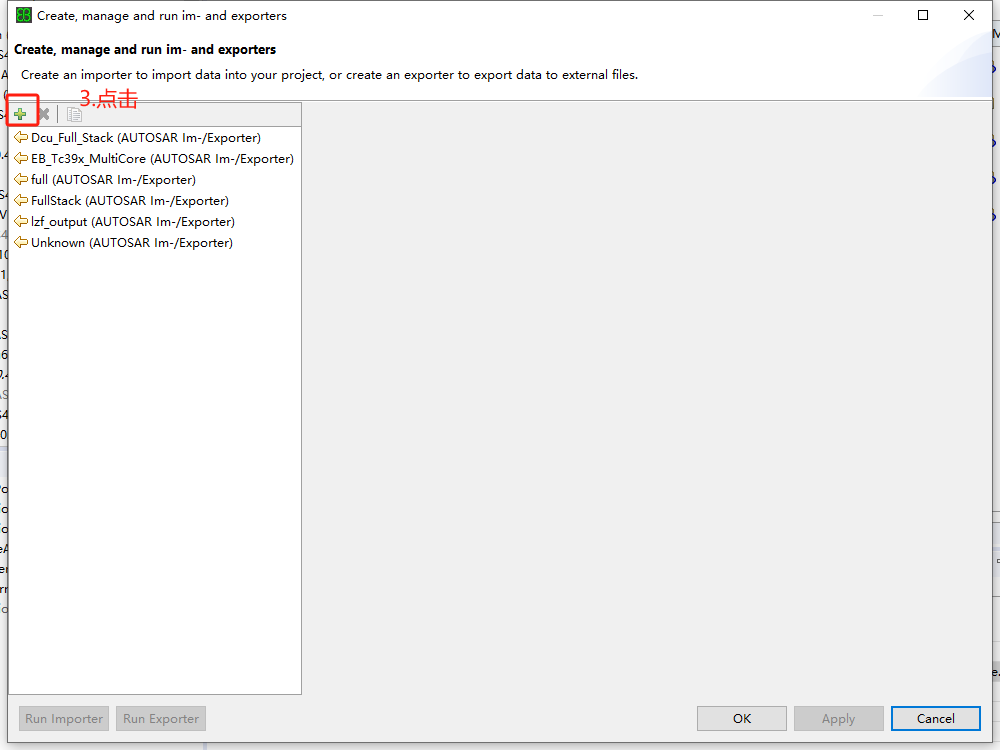 Create, manage and run im- and exporters
Create, manage and run im- and exporters
Create an importer to import data into your project, or create an exporter to export data to external files.
3.点击
Dcu_Full_Stack (AUTOSAR Im-/Exporter)
EB_Tc39x_MultiCore (AUTOSAR Im-/Exporter)
full (AUTOSAR Im-/Exporter)
FullStack (AUTOSAR Im-/Exporter)
lzf_output (AUTOSAR Im-/Exporter)
Unknown (AUTOSAR Im-/Exporter)
Run Importer
Run Exporter
OK
Apply
Cancel